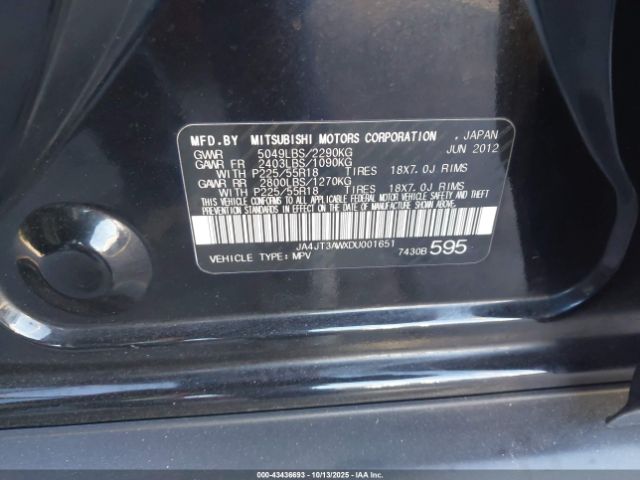 MFD.BY MITSUBISHI MOTORS CORPORATION , JAPAN
GVWR 5049LBS/2290KG JUN 2012
GAWR FR 2403LBS/1090KG
WITH P225/55R18 TIRES 18X7.0J RIMS
GAWR RR 2800LBS/1270KG
WITH P225/55R18 TIRES 18X7.0J RIMS
THIS VEHICLE CONFORMS TO ALL APPLICABLE FEDERAL MOTOR VEHICLE SAFETY AND THEFT
PREVENTION STANDARDS IN EFFECT ON THE DATE OF MANUFACTURE SHOWN ABOVE.
JA4JT3AWXDU001651
VEHICLE TYPE: MPV 7430B 595
000-43436693 - 10/13/2025 - IAAI COPYRIGHT